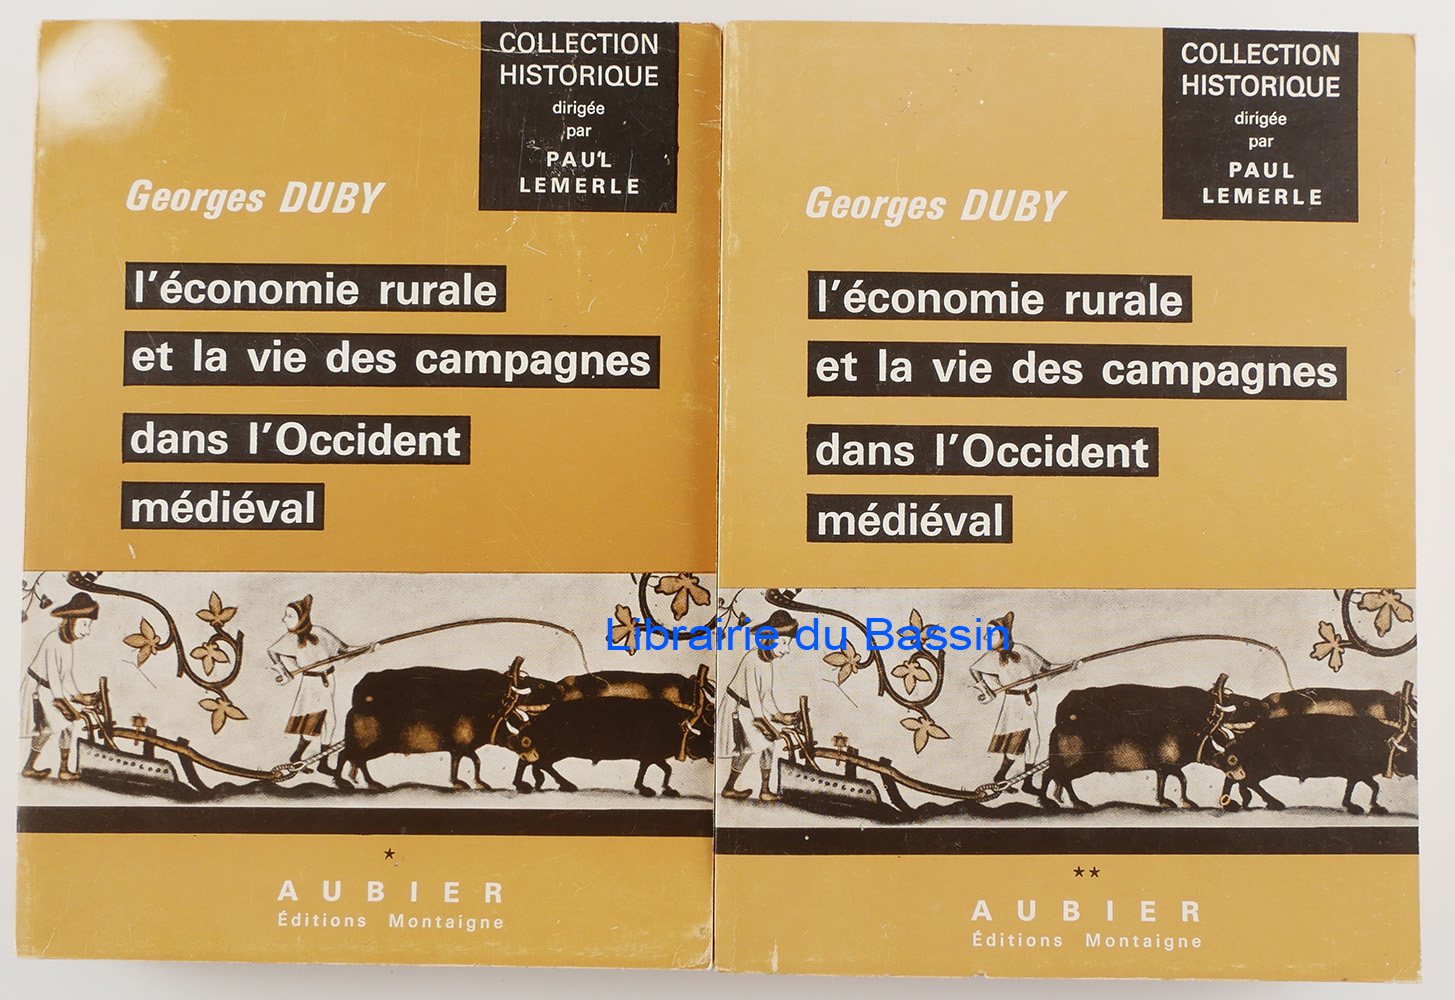 COLLECTION
HISTORIQUE
dirigée
par
PAUL
LEMERLE
Georges DUBY
l'économie rurale
et la vie des campagnes
dans l'Occident
médiéval
*
AUBIER
Éditions Montaigne
COLLECTION
HISTORIQUE
dirigée
par
PAUL
LEMERLE
Georges DUBY
l'économie rurale
et la vie des campagnes
dans l'Occident
médiéval
**
AUBIER
Éditions Montaigne
Librairie du Bassin